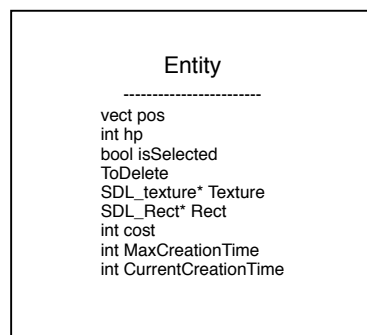 Entity
------------------------
vect pos
int hp
bool isSelected
ToDelete
SDL_texture* Texture
SDL_Rect* Rect
int cost
int MaxCreationTime
int CurrentCreationTime